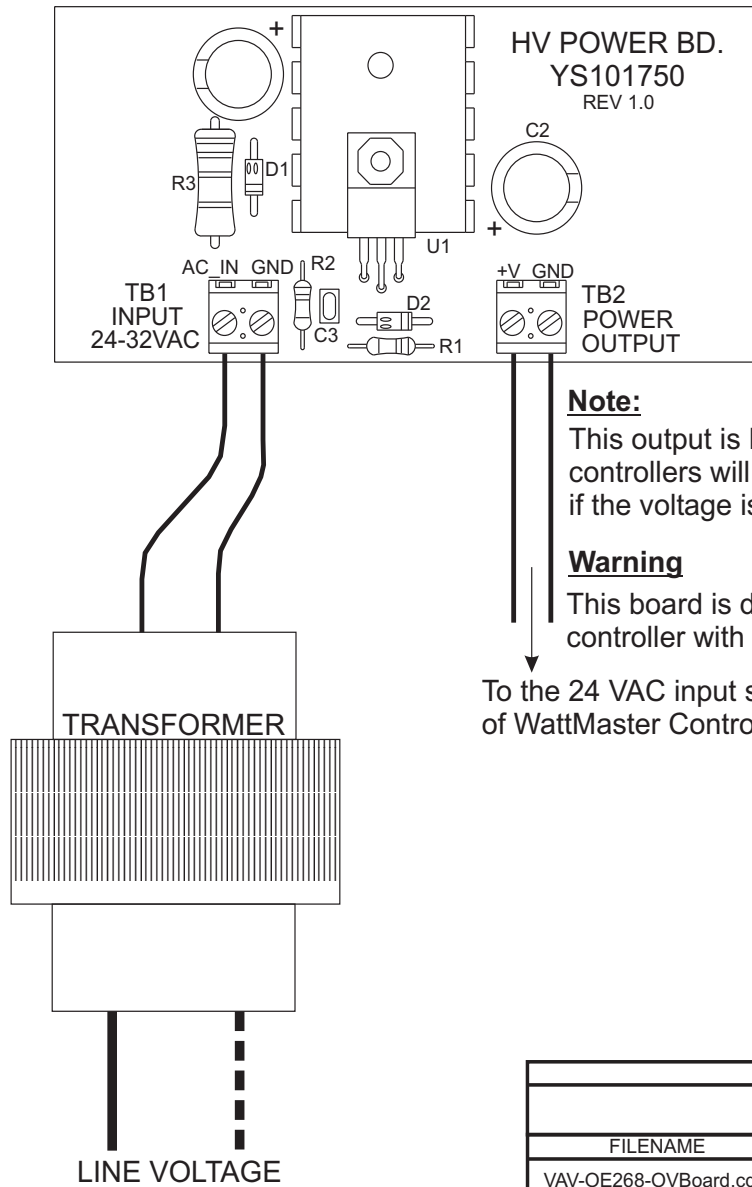 HV POWER BD.
YS101750
REV 1.0
+
C2
D1
R3
U1
+
AC_IN GND
R2
+V GND
TB1
INPUT
24-32VAC
C3
D2
R1
TB2
POWER
OUTPUT
Note:
This output is
controllers will
if the voltage is
Warning
This board is
controller with
To the 24 VAC input
of WattMaster
TRANSFORMER
LINE VOLTAGE
FILENAME